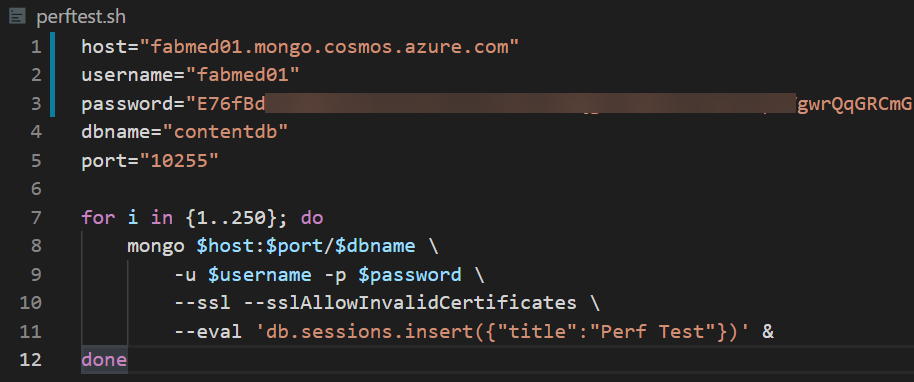 perftest.sh
1 host="fabmed01.mongo.cosmos.azure.com"
2 username="fabmed01"
3 password="E76fBd gwrQqGRCmG
4 dbname="contentdb"
5 port="10255"
6
7 for i in {1..250}; do
8 mongo $host:$port/$dbname \
9 -u $username -p $password \
10 --ssl --sslAllowInvalidCertificates \
11 --eval 'db.sessions.insert({"title":"Perf Test"})' &
12 done